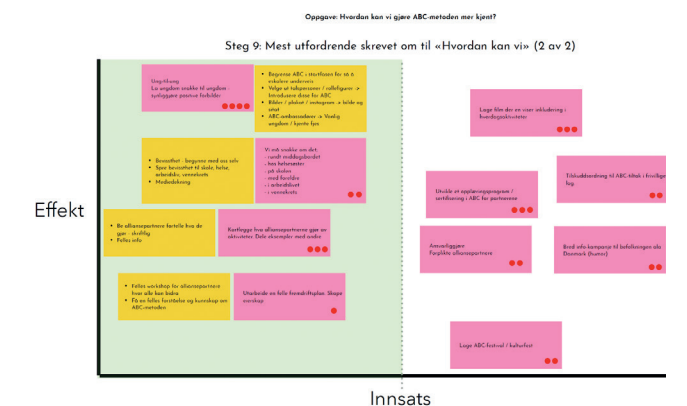 Oppgave: Hvordan kan vi gjøre ABC-metoden mer kjent?
Steg 9: Mest utfordrende skrevet om til «Hvordan kan vi» (2 av 2)
Ung-til-ung
La ungdom snakke til ungdom -
synliggjøre positive forbilder
Begrense ABC i startfasen for så å
eskalere underveis
Velge ut talspersoner / rollefigurer ->
Introdusere disse for ABC
Bilder / plakat / instagram -> bilde og
sitat
ABC ambassadører -> Vanlig
ungdom / kjente fjes
Bevissthet - begynne med oss selv
Spre bevissthet til skole, helse,
arbeidsliv, vennekrets
Mediedekning
Vi må snakke om det:
- rundt middagsbordet
- hos helsesøster
- på skolen
- med foreldre
- i arbeidslivet
- i vennekrets
Be alliansepartnere fortelle hva de
gjør - skriftlig
Felles info
Kartlegge hva alliansepartnerne gjør av
aktiviteter. Dele eksempler med andre
Felles workshop for alliansepartnere
hvor alle kan bidra
Få en felles forståelse og kunnskap om
ABC-metoden
Utarbeide en felle fremdriftsplan. Skape
eierskap
Lage film der en viser inkludering i
hverdagsaktiviteter
Utvikle et opplæringsprogram /
sertifisering i ABC for partnerene
Tilskuddsordning til ABC-tiltak i frivillige
lag
Ansvarliggjøre
Forplikte alliansepartnere
Bred info-kampanje til befolkningen ala
Danmark (humor)
Lage ABC-festival / kulturfest
Effekt
Innsats